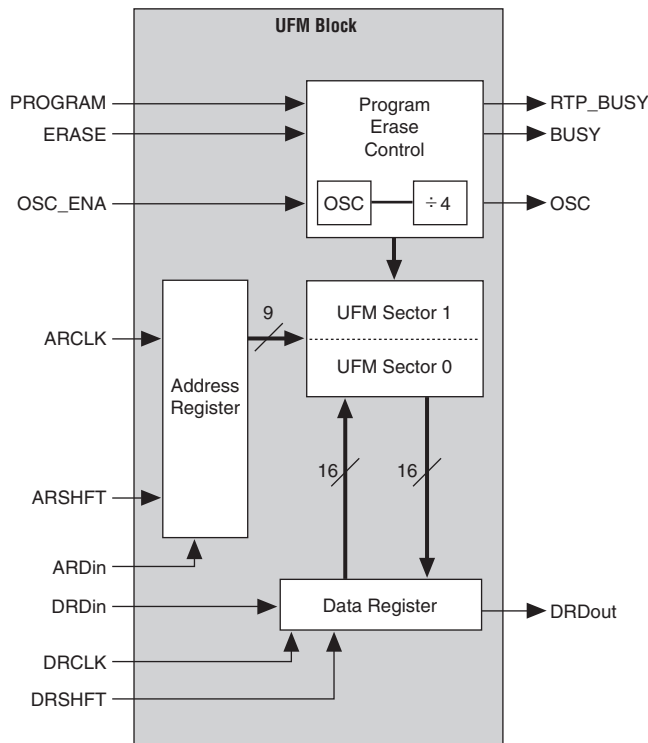 UFM Block
PROGRAM
ERASE
OSC_ENA
Program
Erase
Control
OSC
÷ 4
RTP_BUSY
BUSY
OSC
ARCLK
ARSHFT
ARDin
Address
Register
9
UFM Sector 1
UFM Sector 0
16
16
DRDin
DRCLK
DRSHFT
Data Register
DRDout